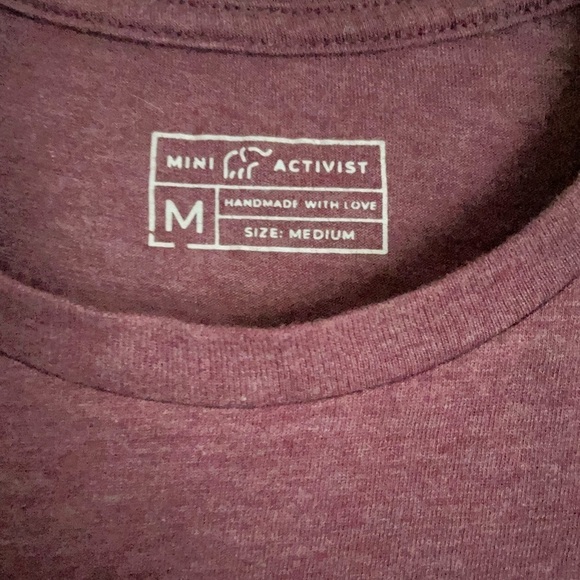 MINI ACTIVIST
M
HANDMADE WITH LOVE
SIZE: MEDIUM